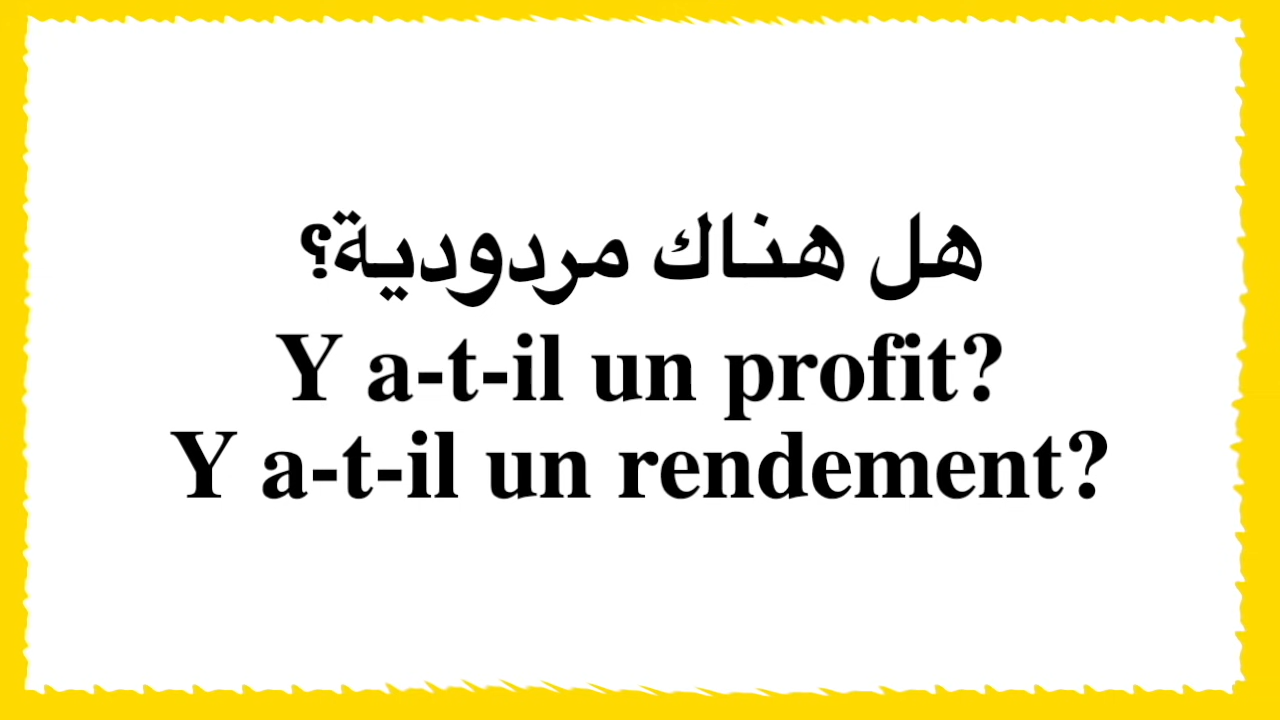 هل هناك مردودية؟
Y a-t-il un profit?
Y a-t-il un rendement?